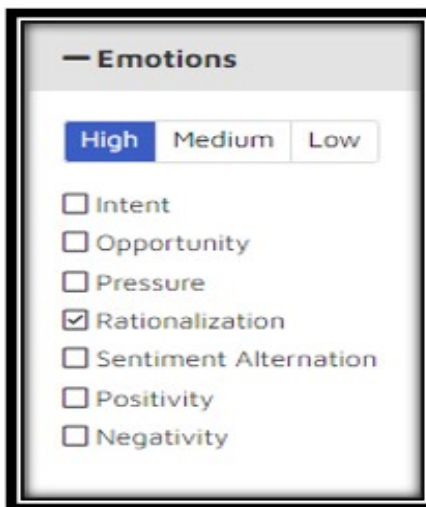 — Emotions
High Medium Low
Intent
Opportunity
Pressure
Rationalization
Sentiment Alternation
Positivity
Negativity